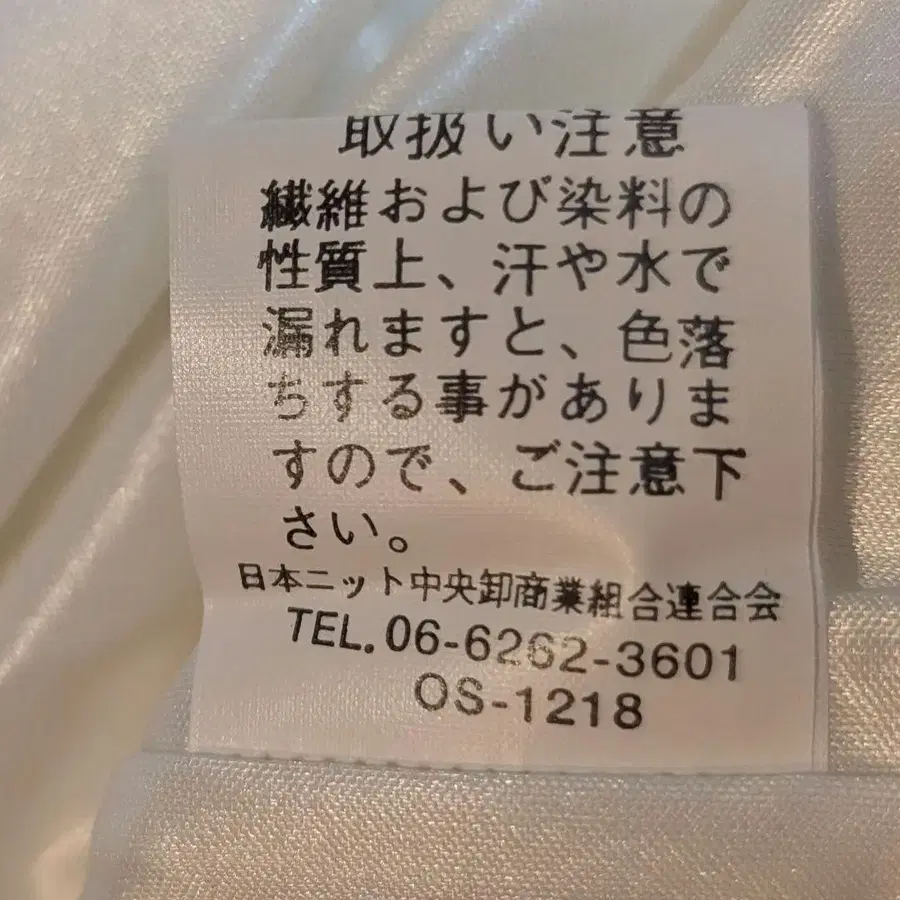 取扱い注意
繊維および染料の
性質上、汗や水で
漏れますと、色落
ちする事がありま
すので、ご注意下
さい。
日本ニット中央卸商業組合連合会
TEL. 06-6262-3601
OS-1218